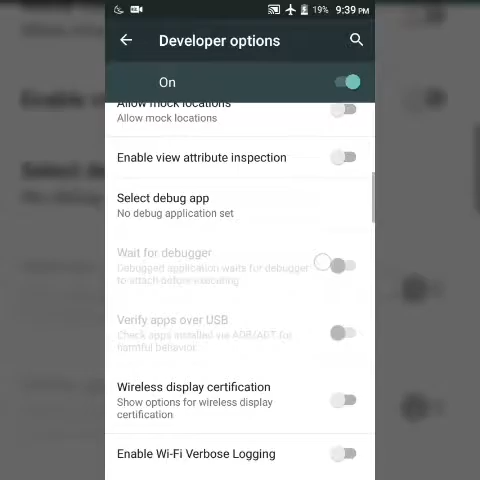 19% 9:39 PM
Developer options
On
Allow mock locations
Allow mock locations
Enable view attribute inspection
Select debug app
No debug application set
Wait for debugger
Debugged application waits for debugger
to attach before executing
Verify apps over USB
Check apps installed via ADB/ADT for
harmful behavior.
Wireless display certification
Show options for wireless display
certification
Enable Wi-Fi Verbose Logging